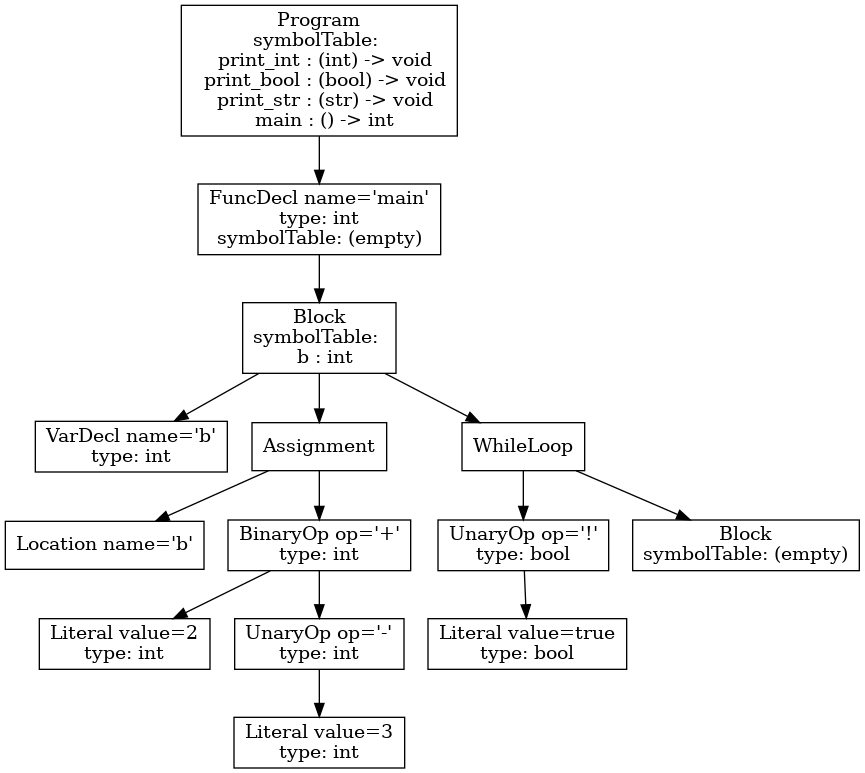 Program
symbolTable:
print_int : (int) -> void
print_bool : (bool) -> void
print_str : (str) -> void
main : () -> int
FuncDecl name='main'
type: int
symbolTable: (empty)
Block
symbolTable:
b : int
VarDecl name='b'
type: int
Assignment
WhileLoop
Location name='b'
BinaryOp op='+'
type: int
UnaryOp op='!'
type: bool
Block
symbolTable: (empty)
Literal value=2
type: int
UnaryOp op='-'
type: int
Literal value=true
type: bool
Literal value=3
type: int